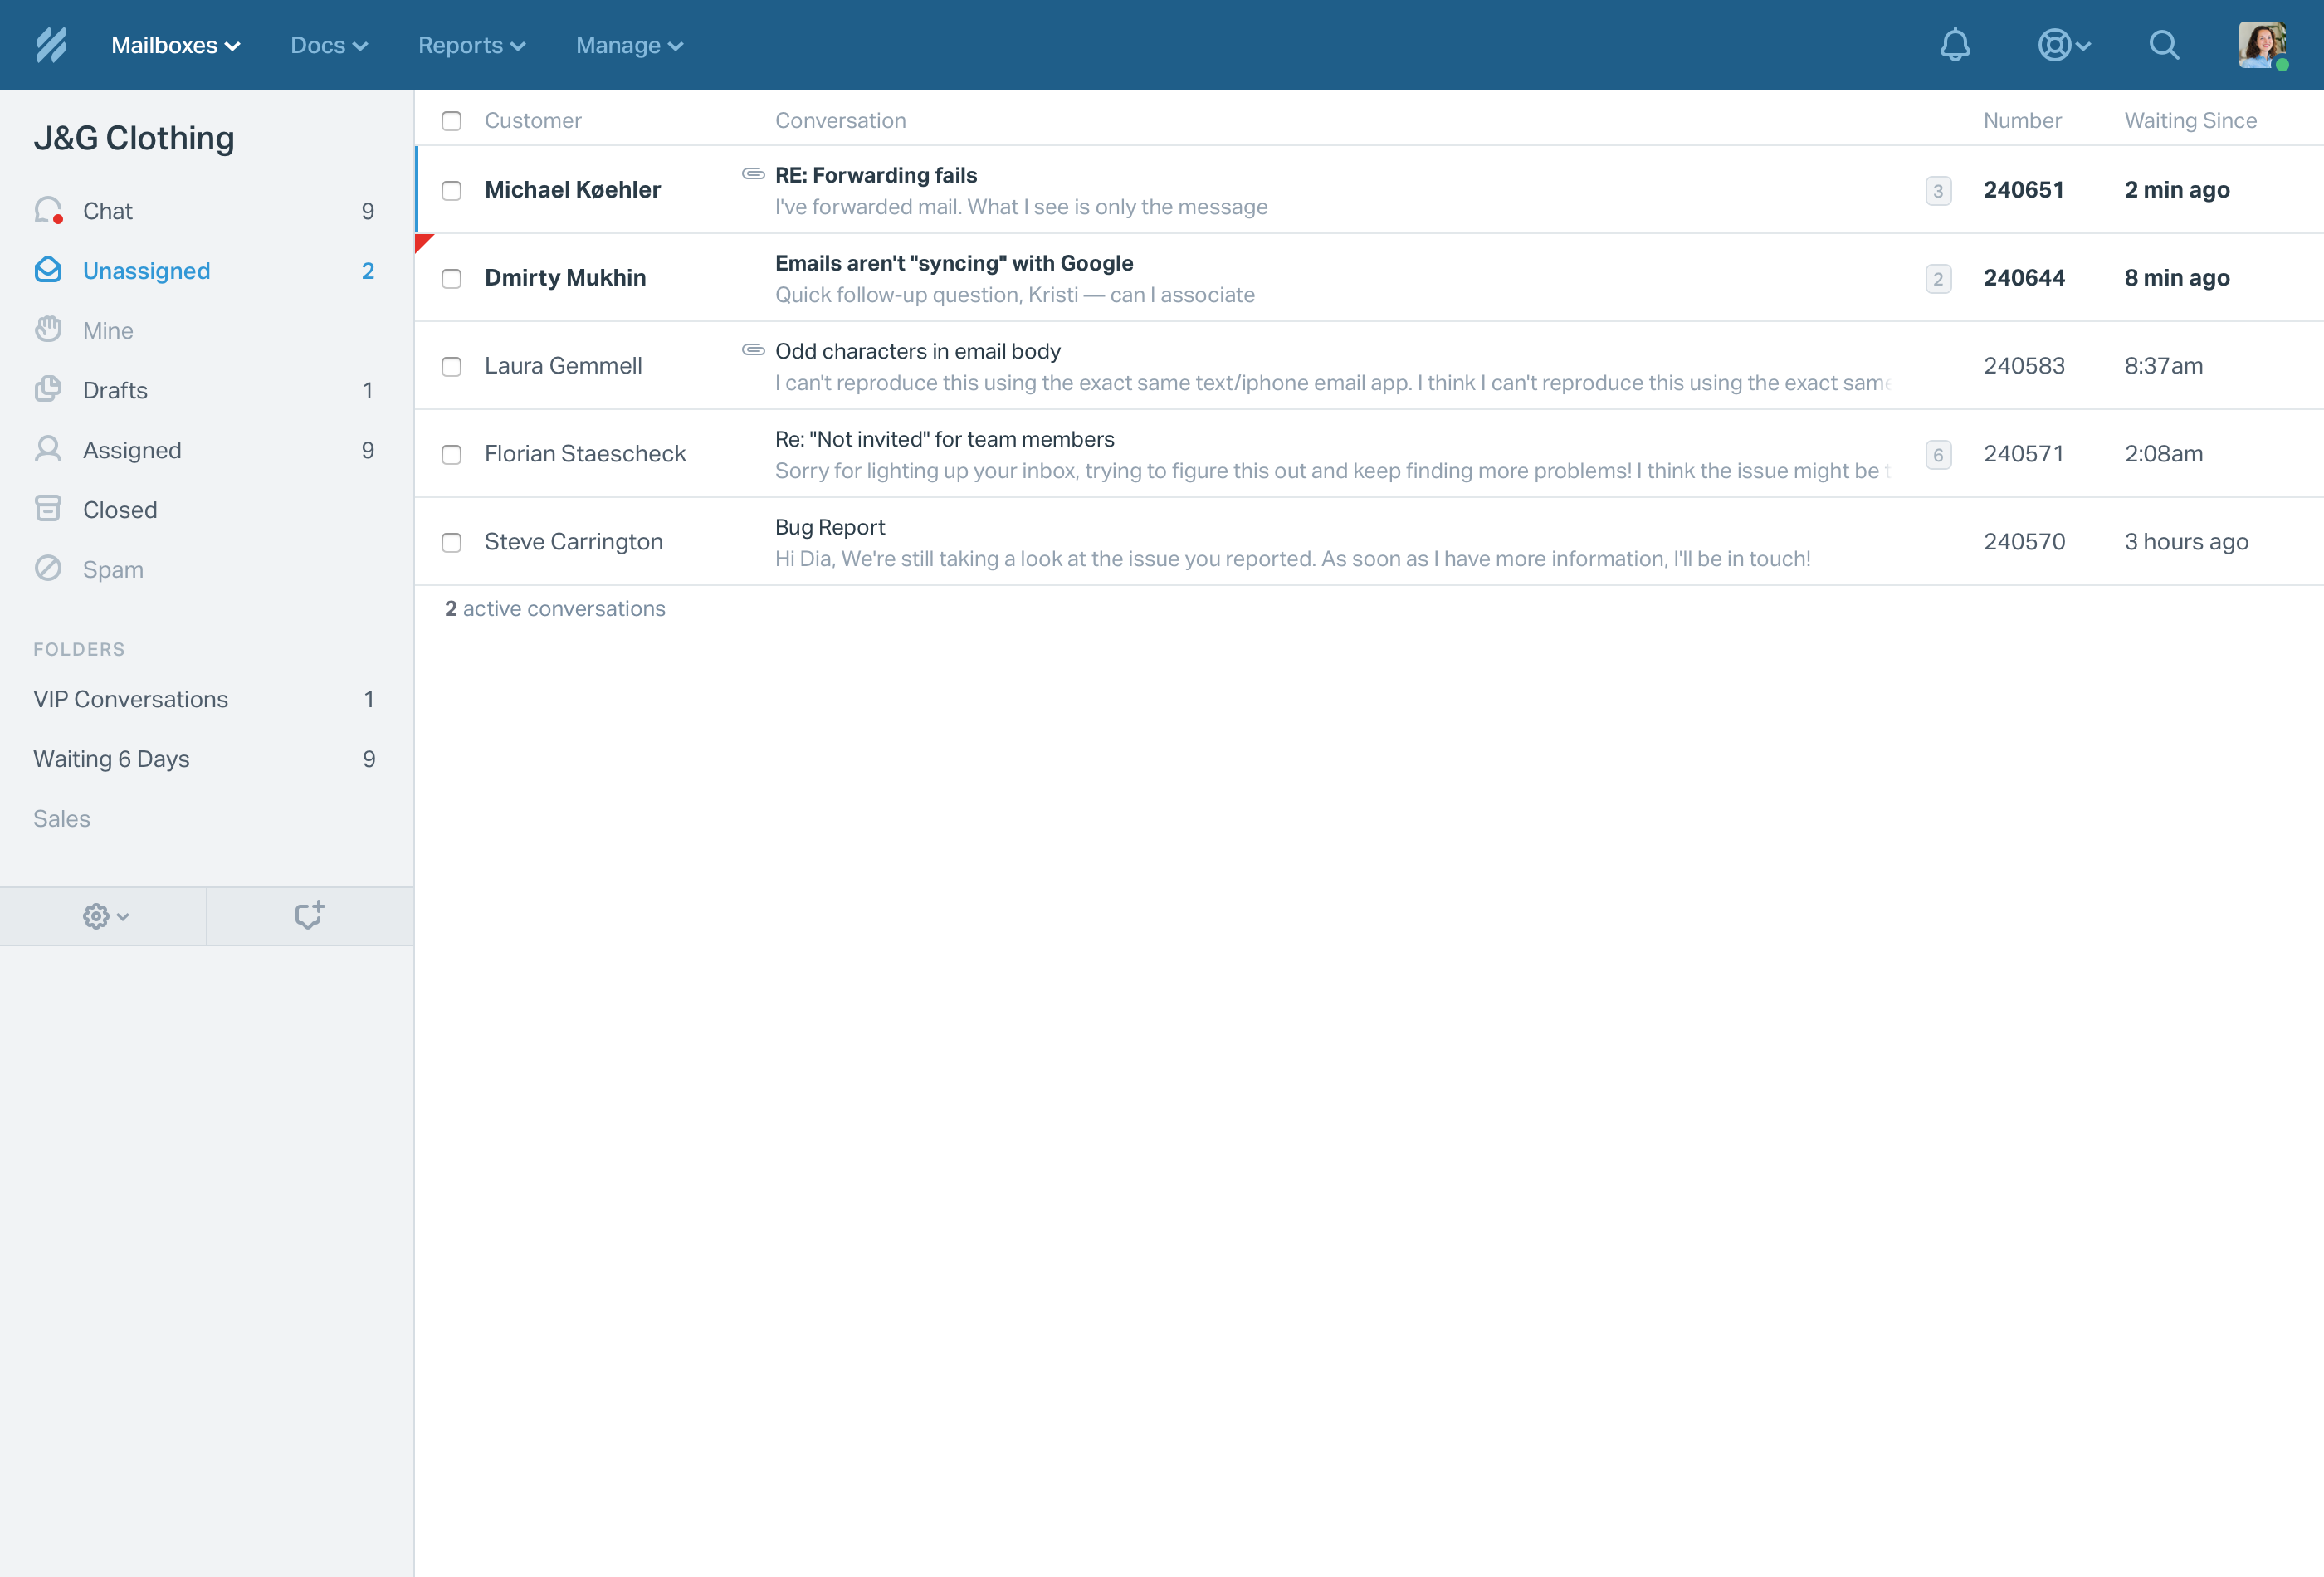 Mailboxes Docs Reports Manage
J&G Clothing
Chat 9
Unassigned 2
Mine
Drafts 1
Assigned 9
Closed
Spam
FOLDERS
VIP Conversations 1
Waiting 6 Days 9
Sales
Customer Conversation Number Waiting Since
Michael Køehler RE: Forwarding fails 3 240651 2 min ago
I've forwarded mail. What I see is only the message
Dmirty Mukhin Emails aren't "syncing" with Google 2 240644 8 min ago
Quick follow-up question, Kristi — can I associate
Laura Gemmell Odd characters in email body 240583 8:37am
I can't reproduce this using the exact same text/iphone email app. I think I can't reproduce this using the exact same
Florian Staescheck Re: "Not invited" for team members 6 240571 2:08am
Sorry for lighting up your inbox, trying to figure this out and keep finding more problems! I think the issue might be t
Steve Carrington Bug Report 240570 3 hours ago
Hi Dia, We're still taking a look at the issue you reported. As soon as I have more information, I'll be in touch!
2 active conversations